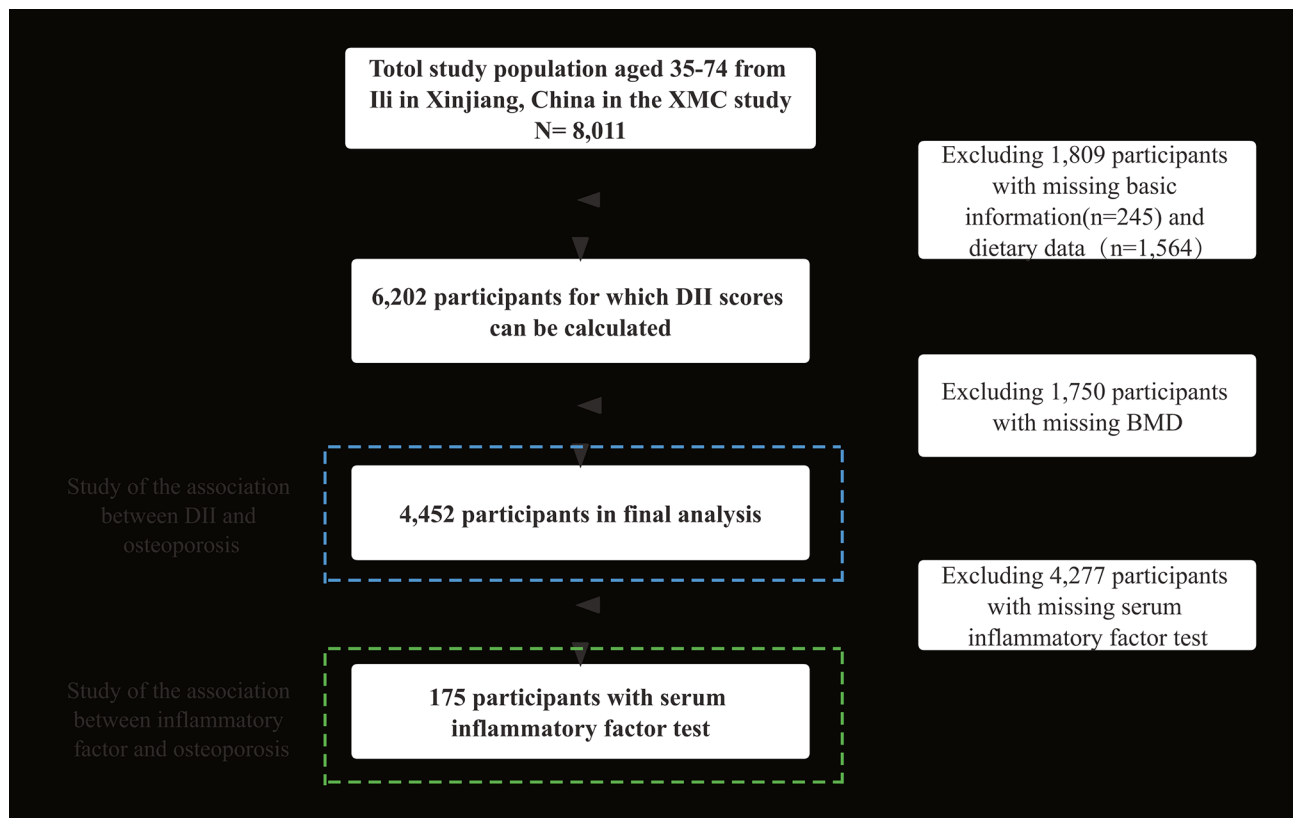 Totol study population aged 35-74 from
Ili in Xinjiang, China in the XMC study
N= 8,011
Excluding 1,809 participants
with missing basic
information(n=245) and
dietary data（n=1,564）
6,202 participants for which DII scores
can be calculated
Excluding 1,750 participants
with missing BMD
Study of the association
between DII and
osteoporosis
4,452 participants in final analysis
Excluding 4,277 participants
with missing serum
inflammatory factor test
Study of the association
between inflammatory
factor and osteoporosis
175 participants with serum
inflammatory factor test